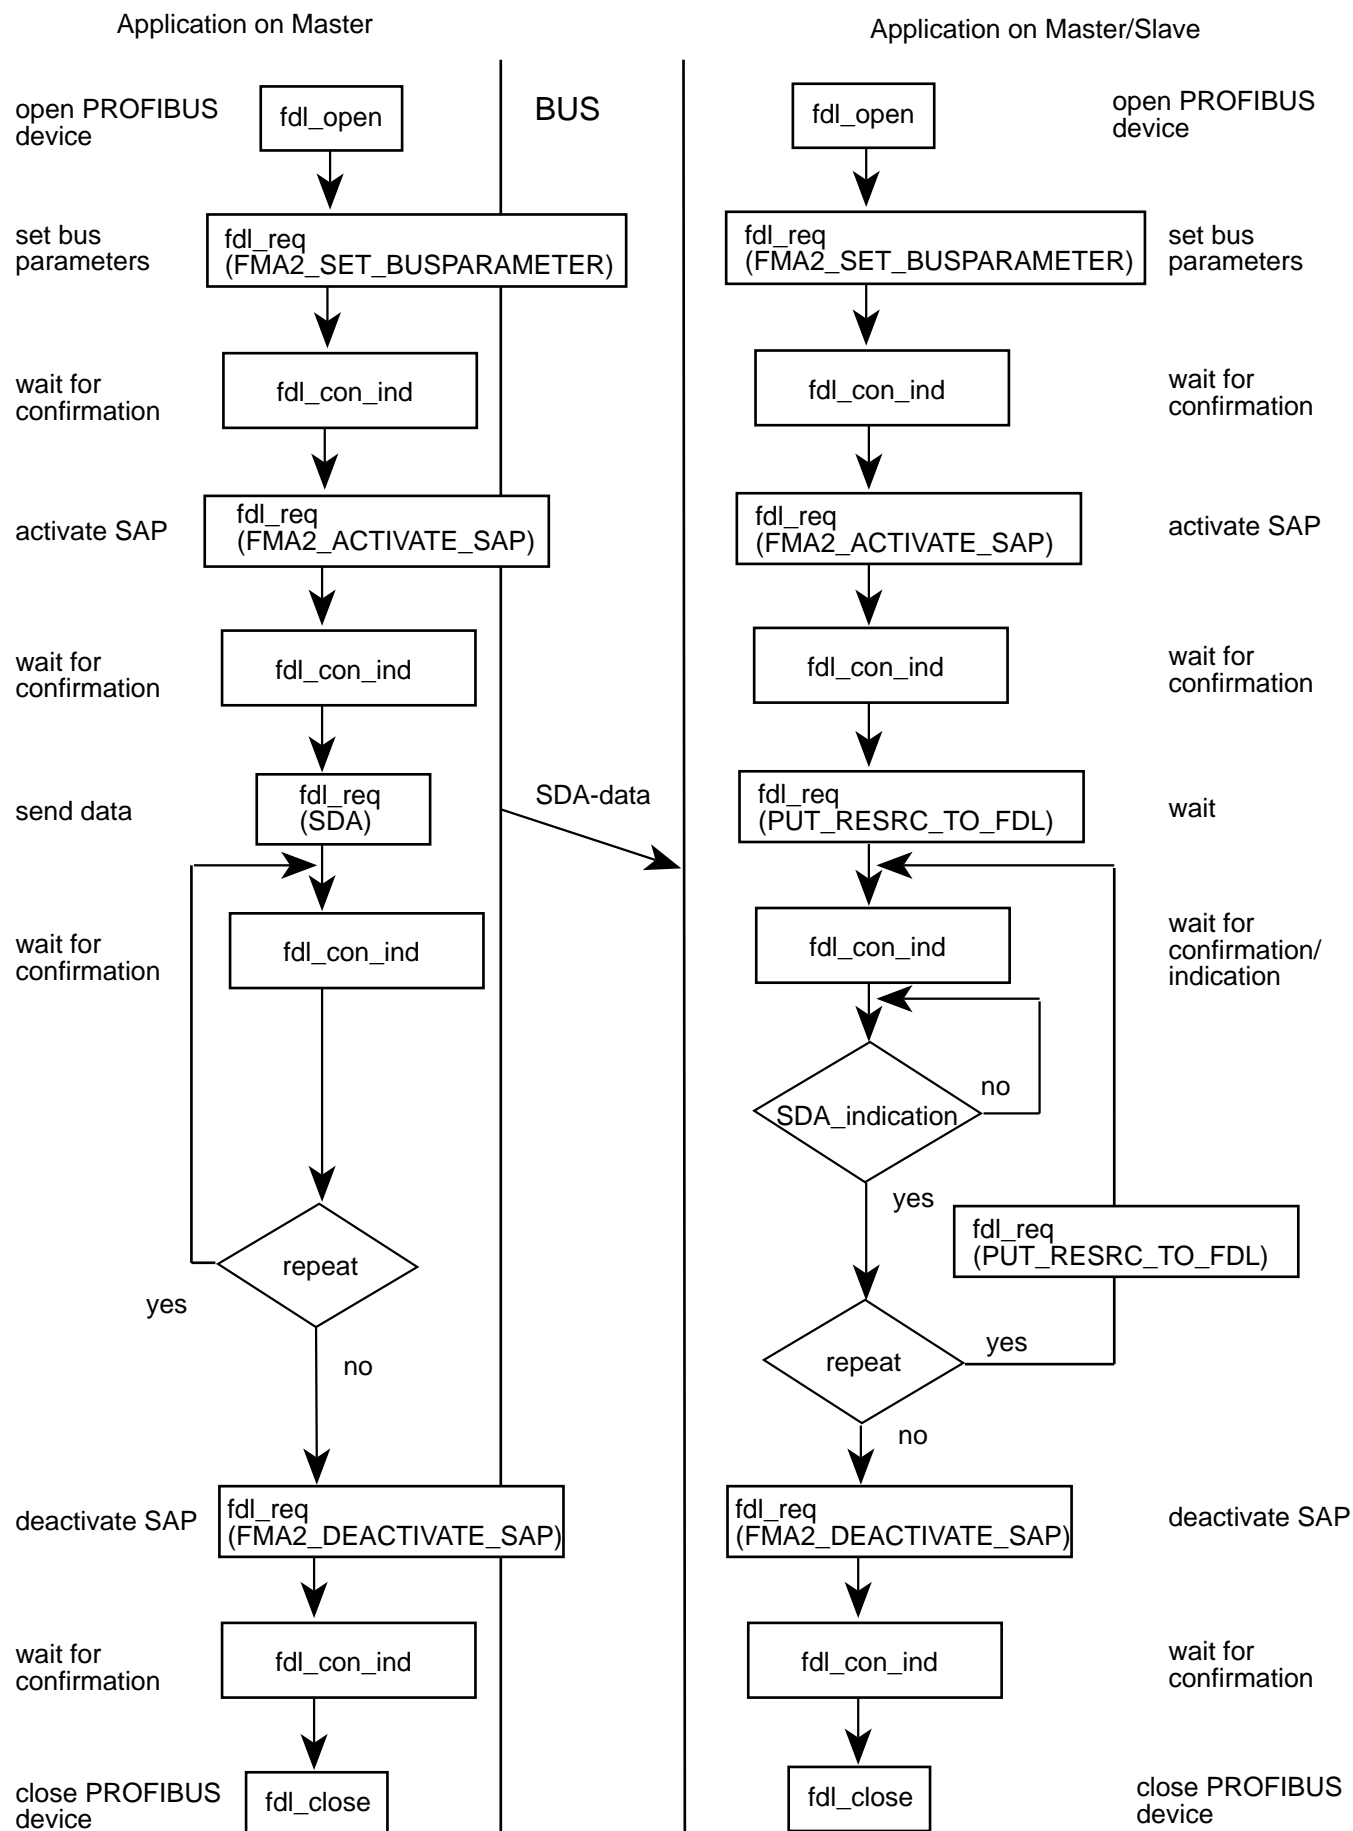 Application on Master
Application on Master/Slave
open PROFIBUS
device
fdl_open
BUS
fdl_open
open PROFIBUS
device
set bus
parameters
fdl_req
(FMA2_SET_BUSPARAMETER)
fdl_req
(FMA2_SET_BUSPARAMETER)
set bus
parameters
wait for
confirmation
fdl_con_ind
fdl_con_ind
wait for
confirmation
activate SAP
fdl_req
(FMA2_ACTIVATE_SAP)
fdl_req
(FMA2_ACTIVATE_SAP)
activate SAP
wait for
confirmation
fdl_con_ind
fdl_con_ind
wait for
confirmation
send data
fdl_req
(SDA)
SDA-data
fdl_req
(PUT_RESRC_TO_FDL)
wait
wait for
confirmation
fdl_con_ind
fdl_con_ind
wait for
confirmation/
indication
SDA_indication
no
yes
fdl_req
(PUT_RESRC_TO_FDL)
repeat
yes
no
repeat
yes
no
deactivate SAP
fdl_req
(FMA2_DEACTIVATE_SAP)
fdl_req
(FMA2_DEACTIVATE_SAP)
deactivate SAP
wait for
confirmation
fdl_con_ind
fdl_con_ind
wait for
confirmation
close PROFIBUS
device
fdl_close
fdl_close
close PROFIBUS
device